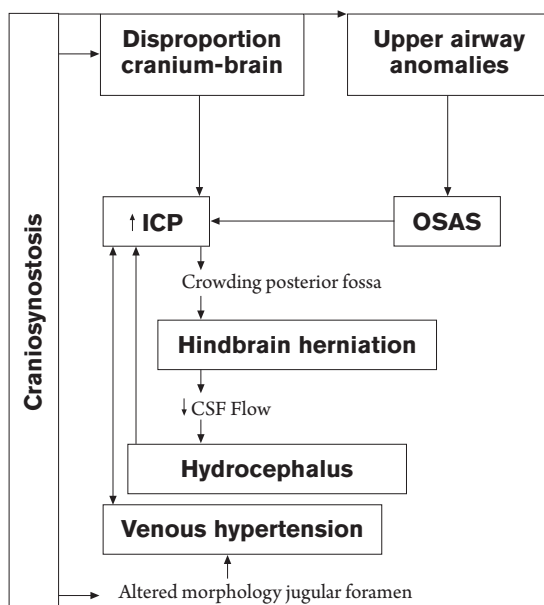 Craniosynostosis
Disproportion
cranium-brain
Upper airway
anomalies
↑ ICP
OSAS
Crowding posterior fossa
Hindbrain herniation
↓ CSF Flow
Hydrocephalus
Venous hypertension
Altered morphology jugular foramen